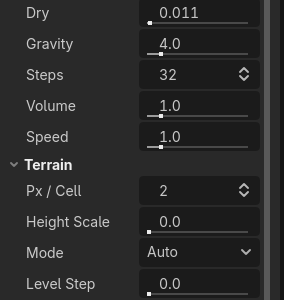 Dry 0.011
Gravity 4.0
Steps 32
Volume 1.0
Speed 1.0
Terrain
Px / Cell 2
Height Scale 0.0
Mode Auto
Level Step 0.0